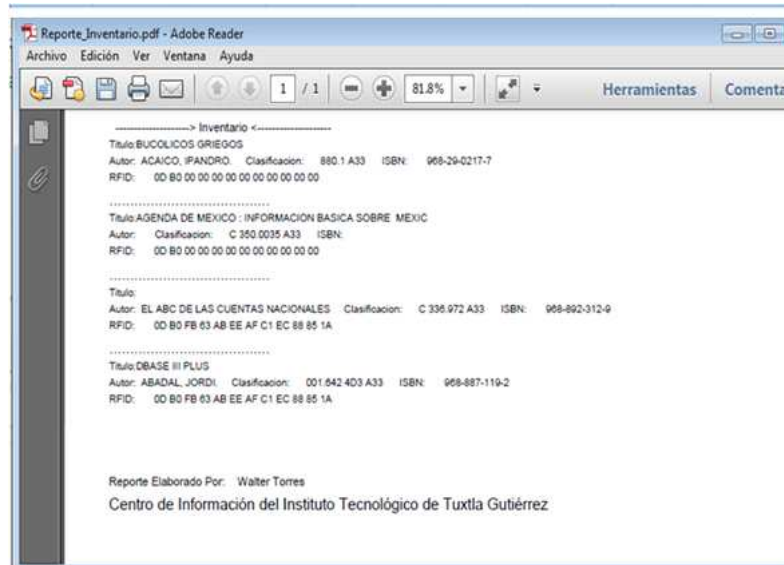 Reporte_Inventario.pdf - Adobe Reader
Archivo Edición Ver Ventana Ayuda
1 / 1 81.8% Herramientas Comenta
--------------------> Inventario <--------------------
Titulo:BUCOLICOS GRIEGOS
Autor: ACAICO, IPANDRO. Clasificacion: 880.1 A33 ISBN: 968-29-0217-7
RFID: 0D B0 00 00 00 00 00 00 00 00 00 00
........................................
Titulo:AGENDA DE MEXICO : INFORMACION BASICA SOBRE MEXIC
Autor: Clasificacion: C 350.0035 A33 ISBN:
RFID: 0D B0 00 00 00 00 00 00 00 00 00 00
........................................
Titulo:
Autor: EL ABC DE LAS CUENTAS NACIONALES Clasificacion: C 336.972 A33 ISBN: 968-892-312-9
RFID: 0D B0 FB 63 AB EE AF C1 EC 88 85 1A
........................................
Titulo:DBASE III PLUS
Autor: ABADAL, JORDI. Clasificacion: 001.642 4D3 A33 ISBN: 968-887-119-2
RFID: 0D B0 FB 63 AB EE AF C1 EC 88 85 1A
Reporte Elaborado Por: Walter Torres
Centro de Información del Instituto Tecnológico de Tuxtla Gutiérrez